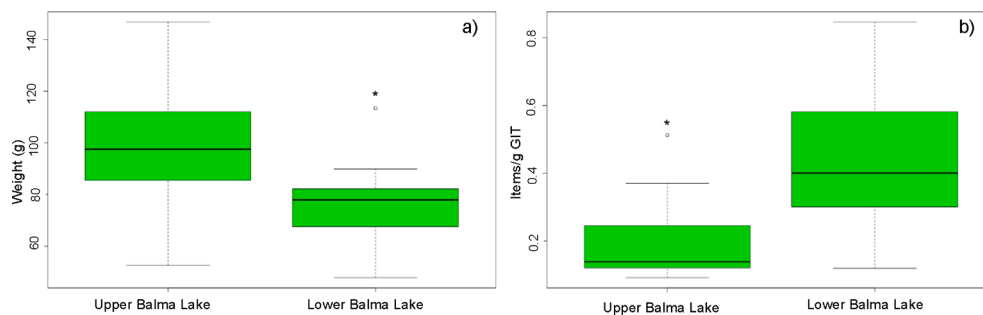 a)
Weight (g)
140
120
100
80
60
Upper Balma Lake
Lower Balma Lake
b)
Items/g GIT
0.8
0.6
0.4
0.2
Upper Balma Lake
Lower Balma Lake